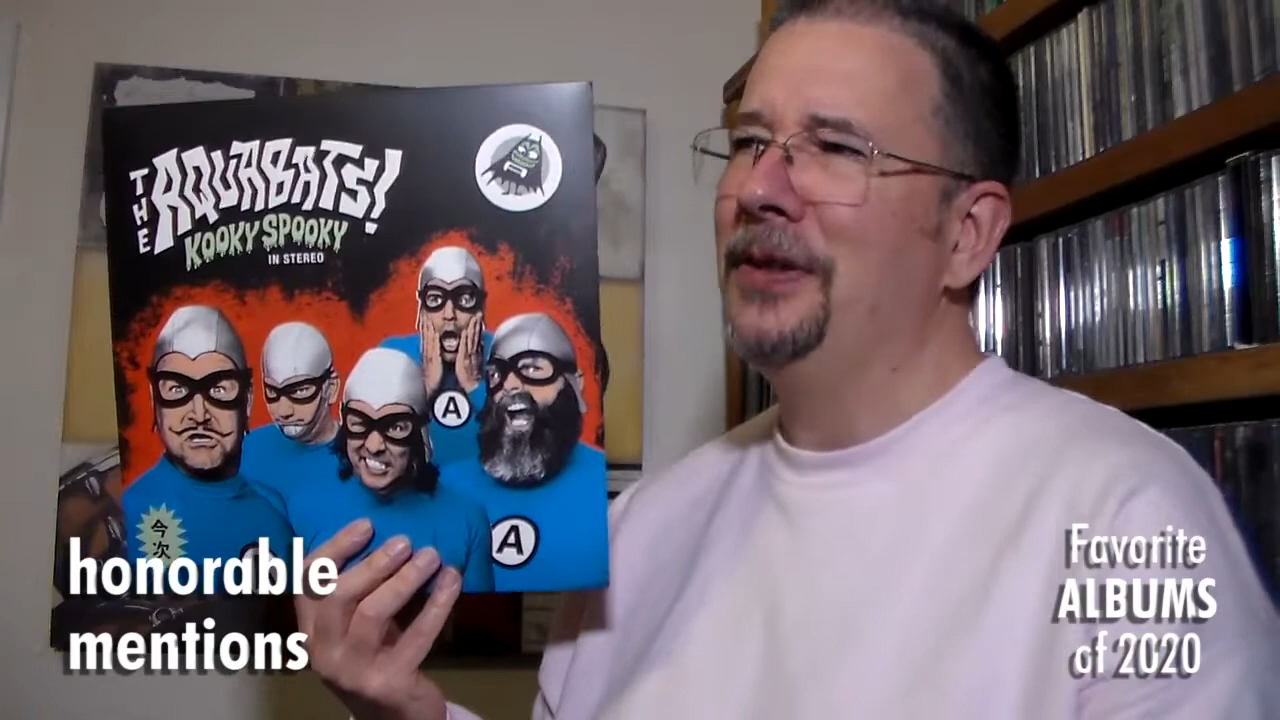 THE
AQUABATS!
KOOKY SPOOKY
IN STEREO
A
A
今
次
honorable
mentions
Favorite
ALBUMS
of 2020